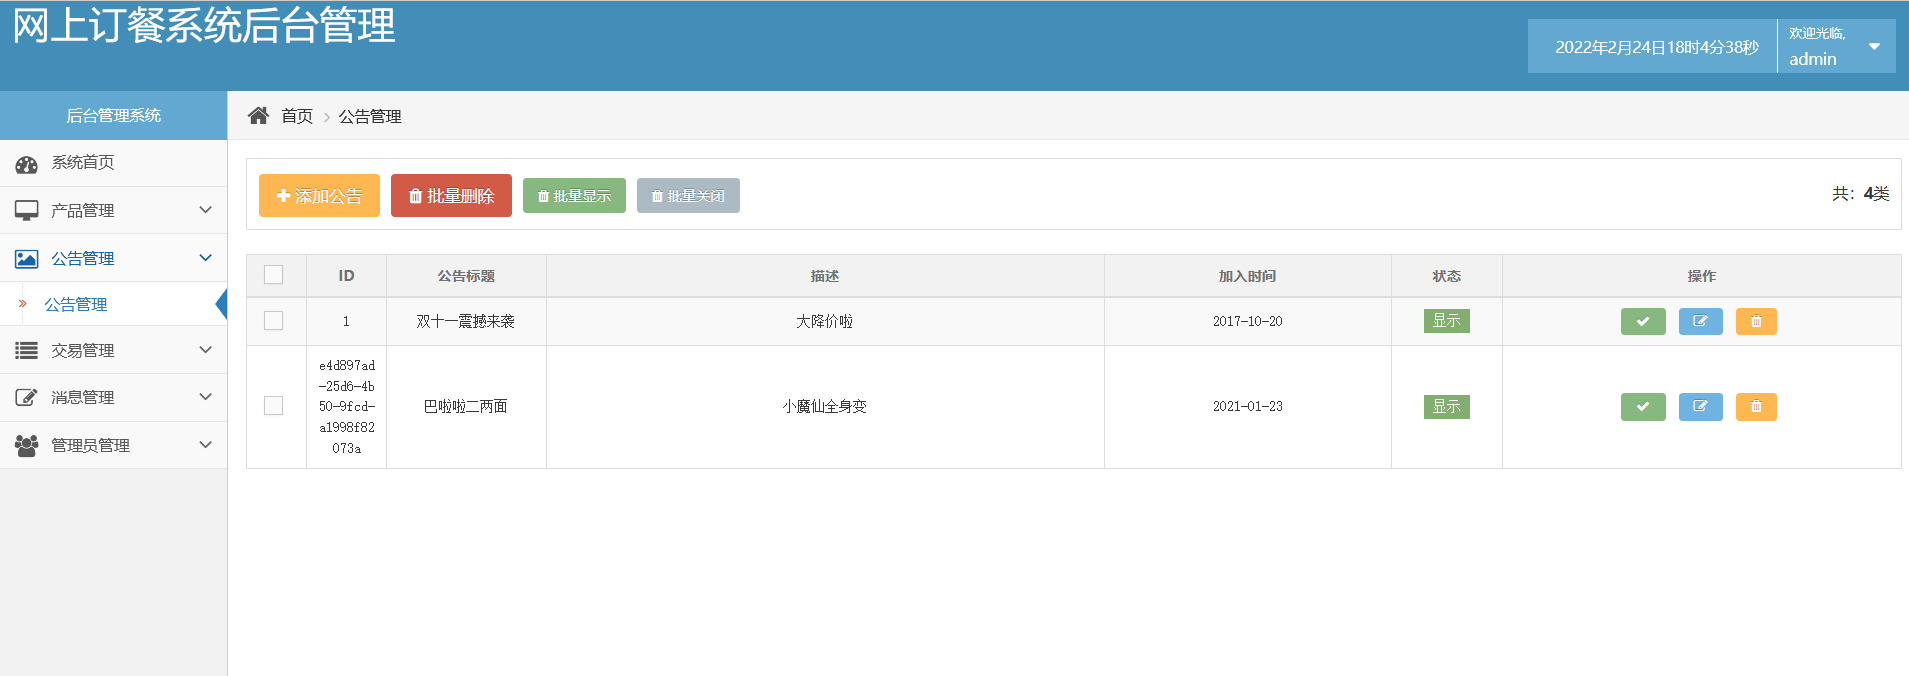 网上订餐系统后台管理
2022年2月24日18时4分38秒
欢迎光临,
admin
后台管理系统
首页 公告管理
系统首页
产品管理
公告管理
公告管理
交易管理
消息管理
管理员管理
添加公告 批量删除 批量显示 批量关闭
共：4类
ID 公告标题 描述 加入时间 状态 操作
1 双十一震撼来袭 大降价啦 2017-10-20 显示
e4d897ad
-25d6-4b
50-9fcd-
a1998f82
073a
巴啦啦二两面 小魔仙全身变 2021-01-23 显示